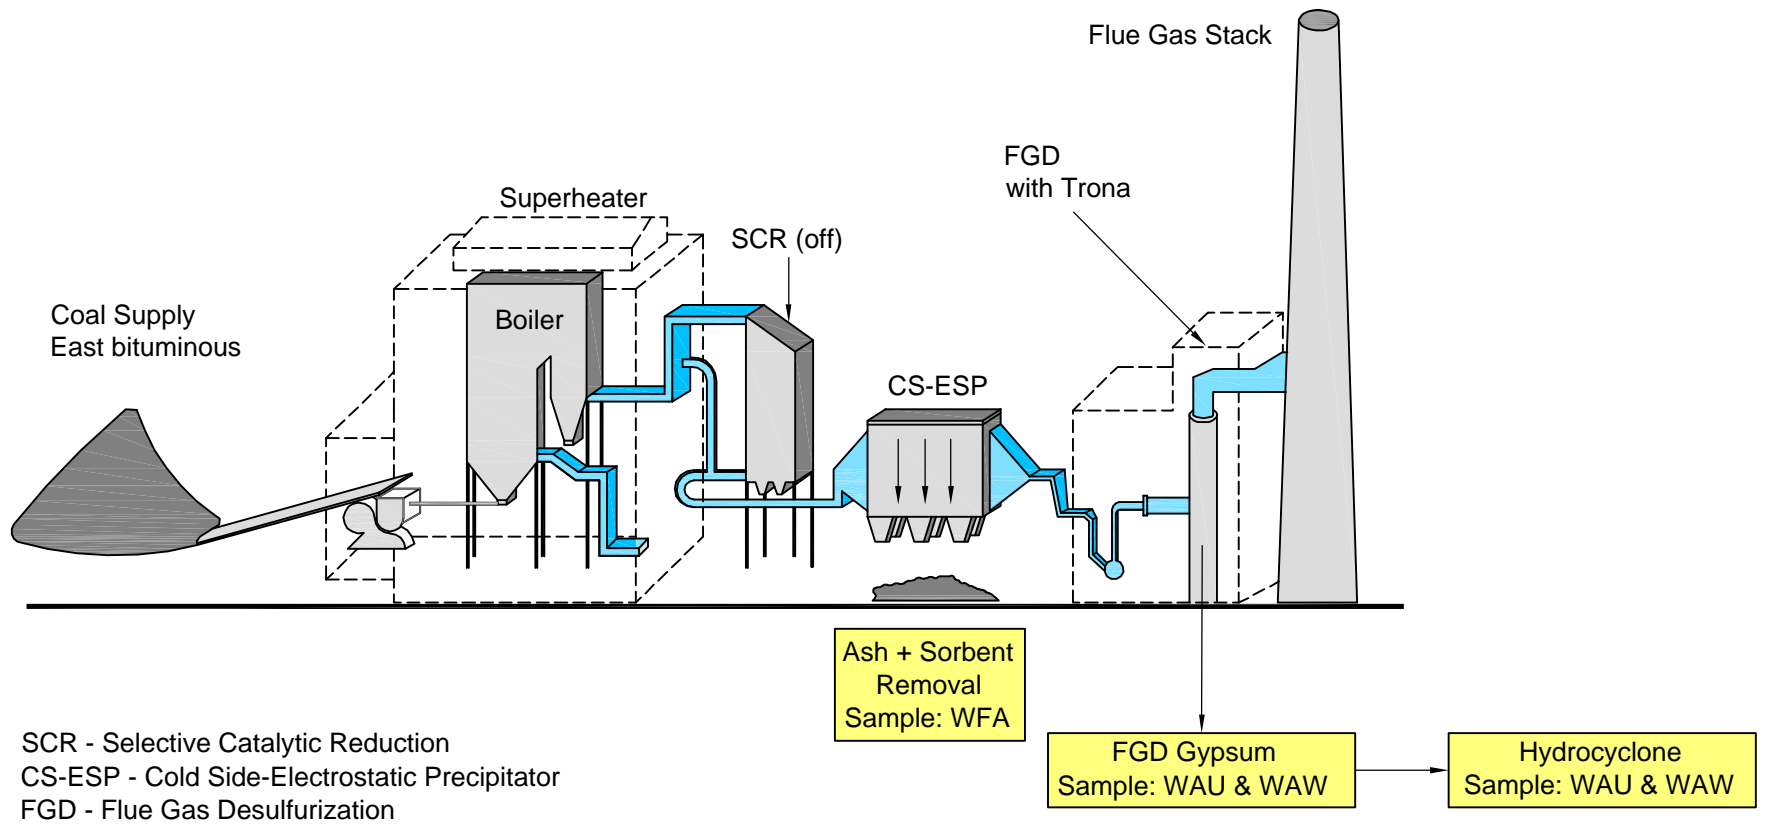 Flue Gas Stack
FGD
with Trona
Superheater
SCR (off)
Coal Supply
East bituminous
Boiler
CS-ESP
Ash + Sorbent
Removal
Sample: WFA
FGD Gypsum
Sample: WAU & WAW
Hydrocyclone
Sample: WAU & WAW
SCR - Selective Catalytic Reduction
CS-ESP - Cold Side-Electrostatic Precipitator
FGD - Flue Gas Desulfurization